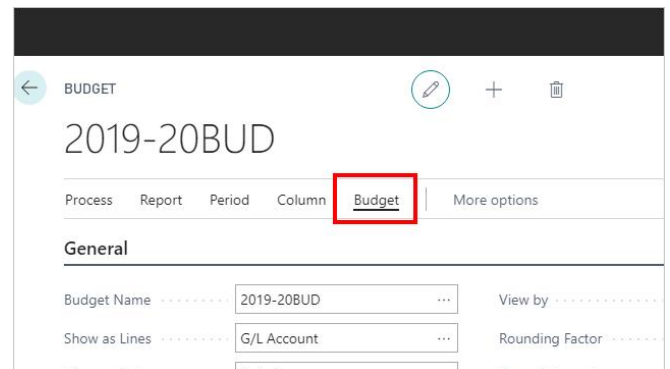 BUDGET
2019-20BUD
Process Report Period Column Budget More options
General
Budget Name 2019-20BUD ... View by
Show as Lines G/L Account ... Rounding Factor